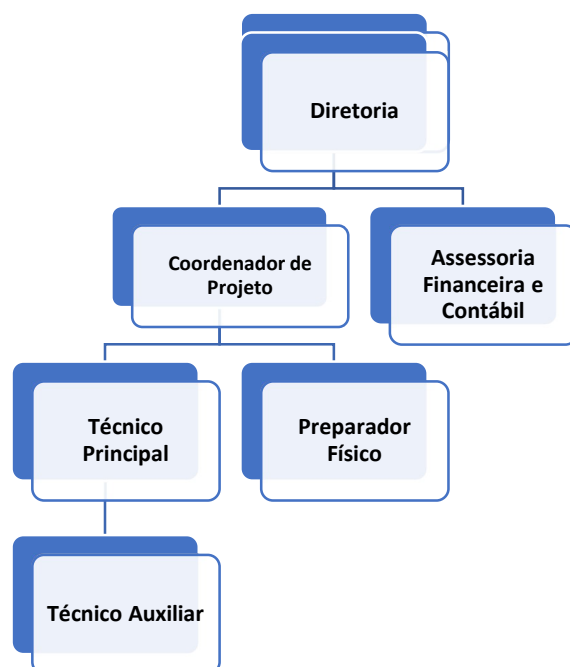 Diretoria
Coordenador de
Projeto
Assessoria
Financeira e
Contábil
Técnico
Principal
Preparador
Físico
Técnico Auxiliar